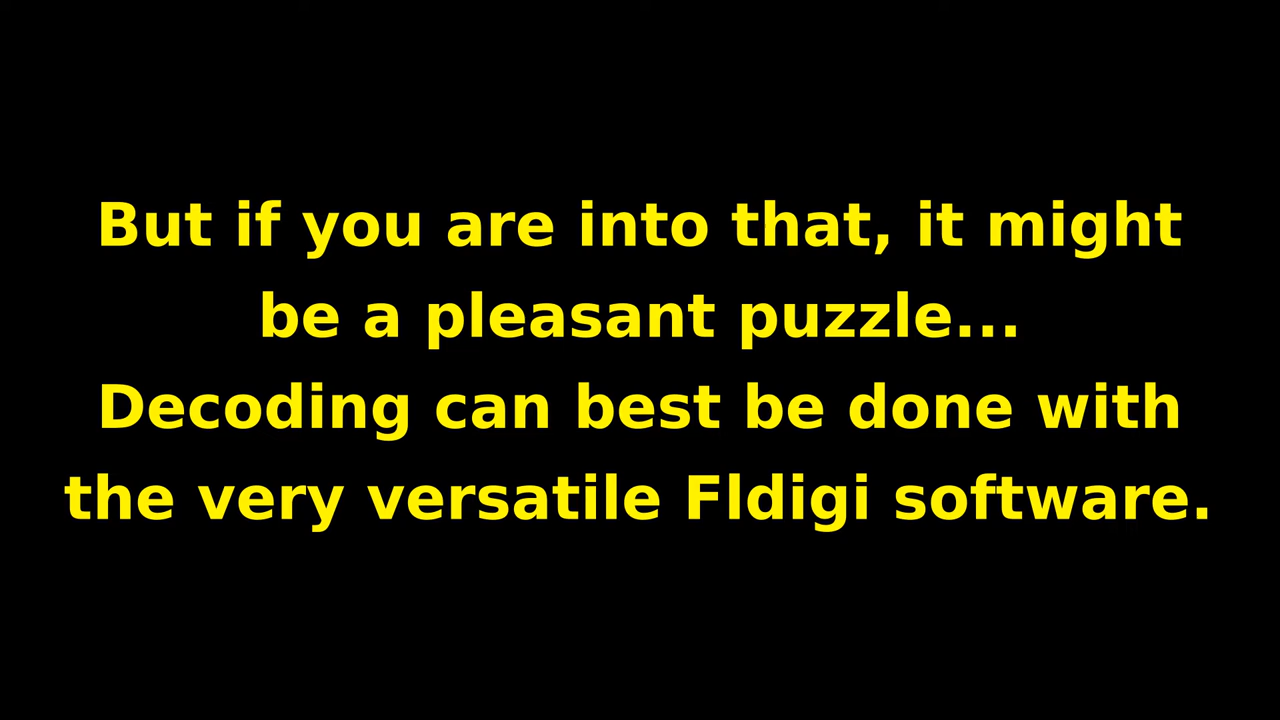 But if you are into that, it might
be a pleasant puzzle...
Decoding can best be done with
the very versatile Fldigi software.